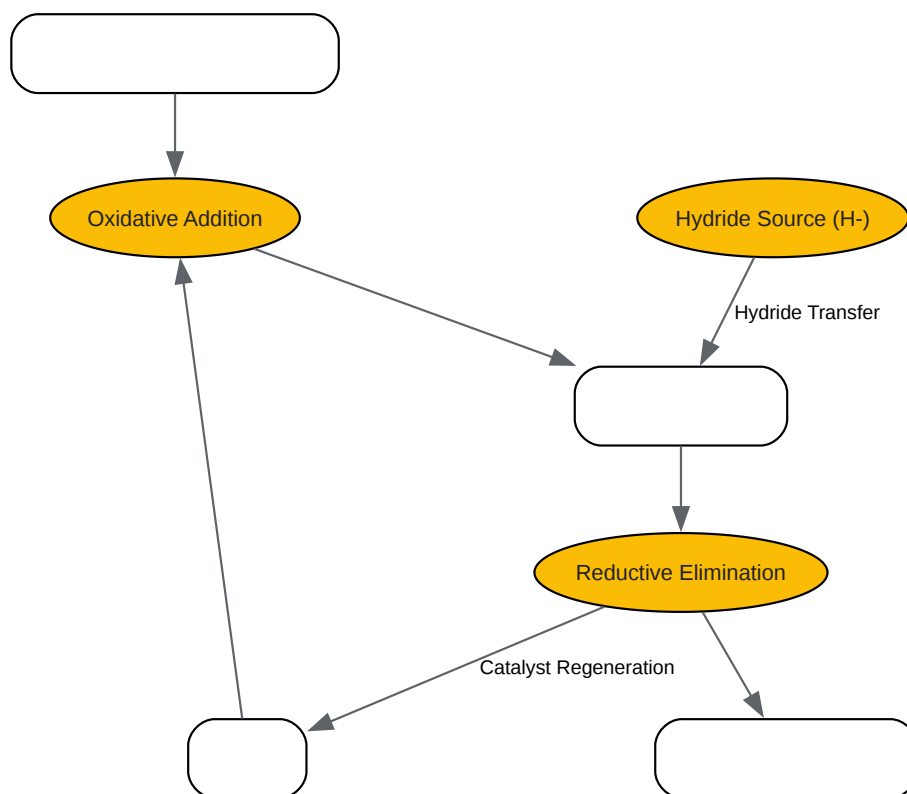 Oxidative Addition
Hydride Source (H-)
Hydride Transfer
Reductive Elimination
Catalyst Regeneration